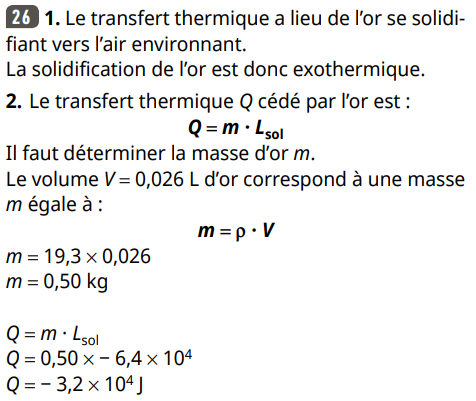 26 1. Le transfert thermique a lieu de l'or se solidi-
fiant vers l'air environnant.
La solidification de l'or est donc exothermique.
2. Le transfert thermique Q cédé par l'or est :
Q = m · Lsol
Il faut déterminer la masse d'or m.
Le volume V = 0,026 L d'or correspond à une masse
m égale à :
m = ρ · V
m = 19,3 × 0,026
m = 0,50 kg
Q = m · Lsol
Q = 0,50 × − 6,4 × 10⁴
Q = − 3,2 × 10⁴ J